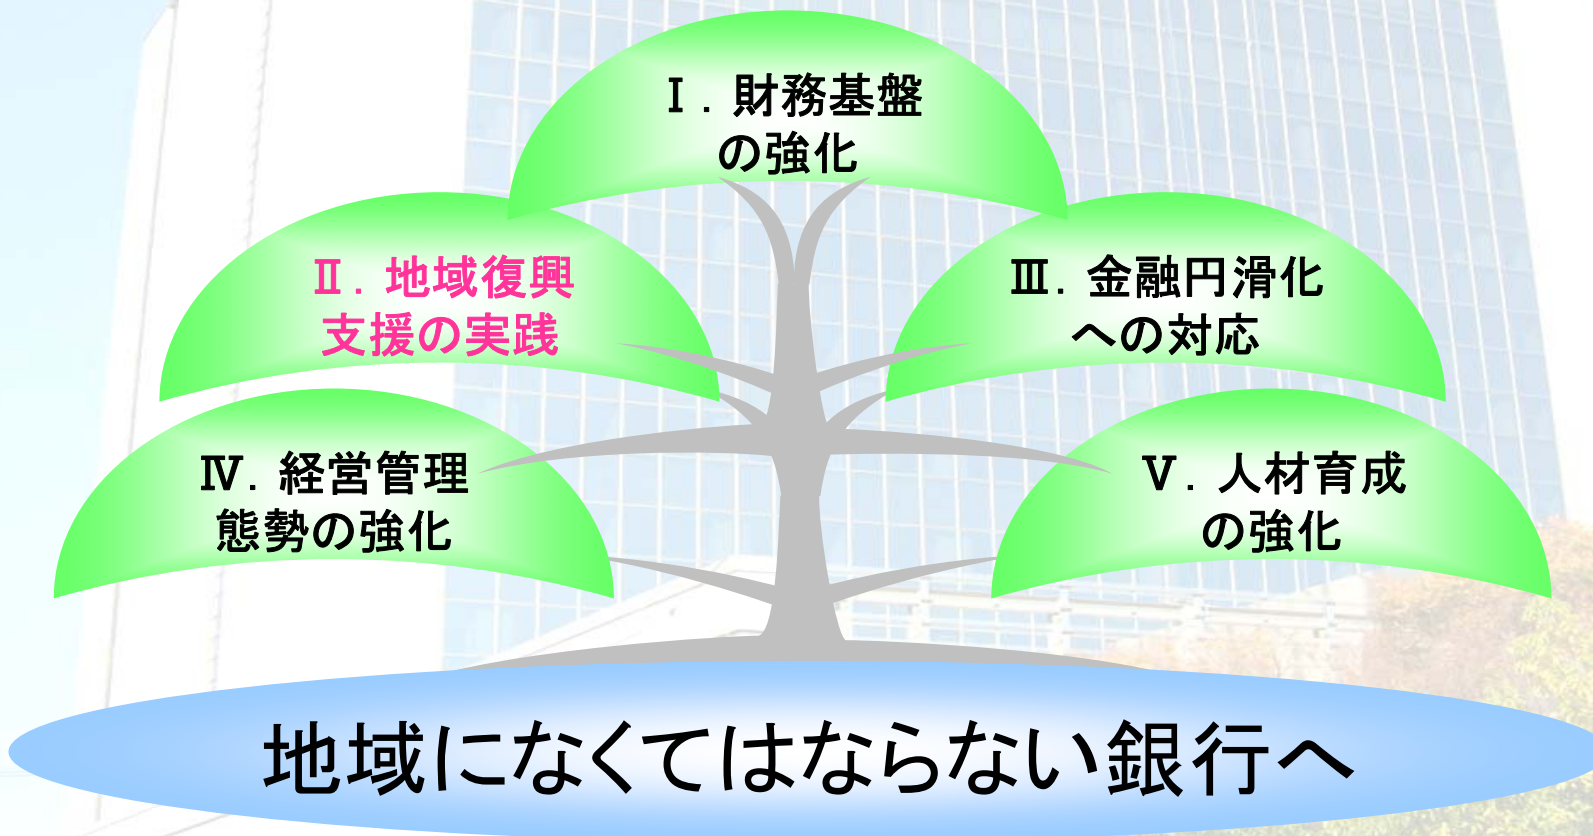 Ⅰ．財務基盤
の強化
Ⅱ．地域復興
支援の実践
Ⅲ．金融円滑化
への対応
Ⅳ．経営管理
態勢の強化
Ⅴ．人材育成
の強化
地域になくてはならない銀行へ